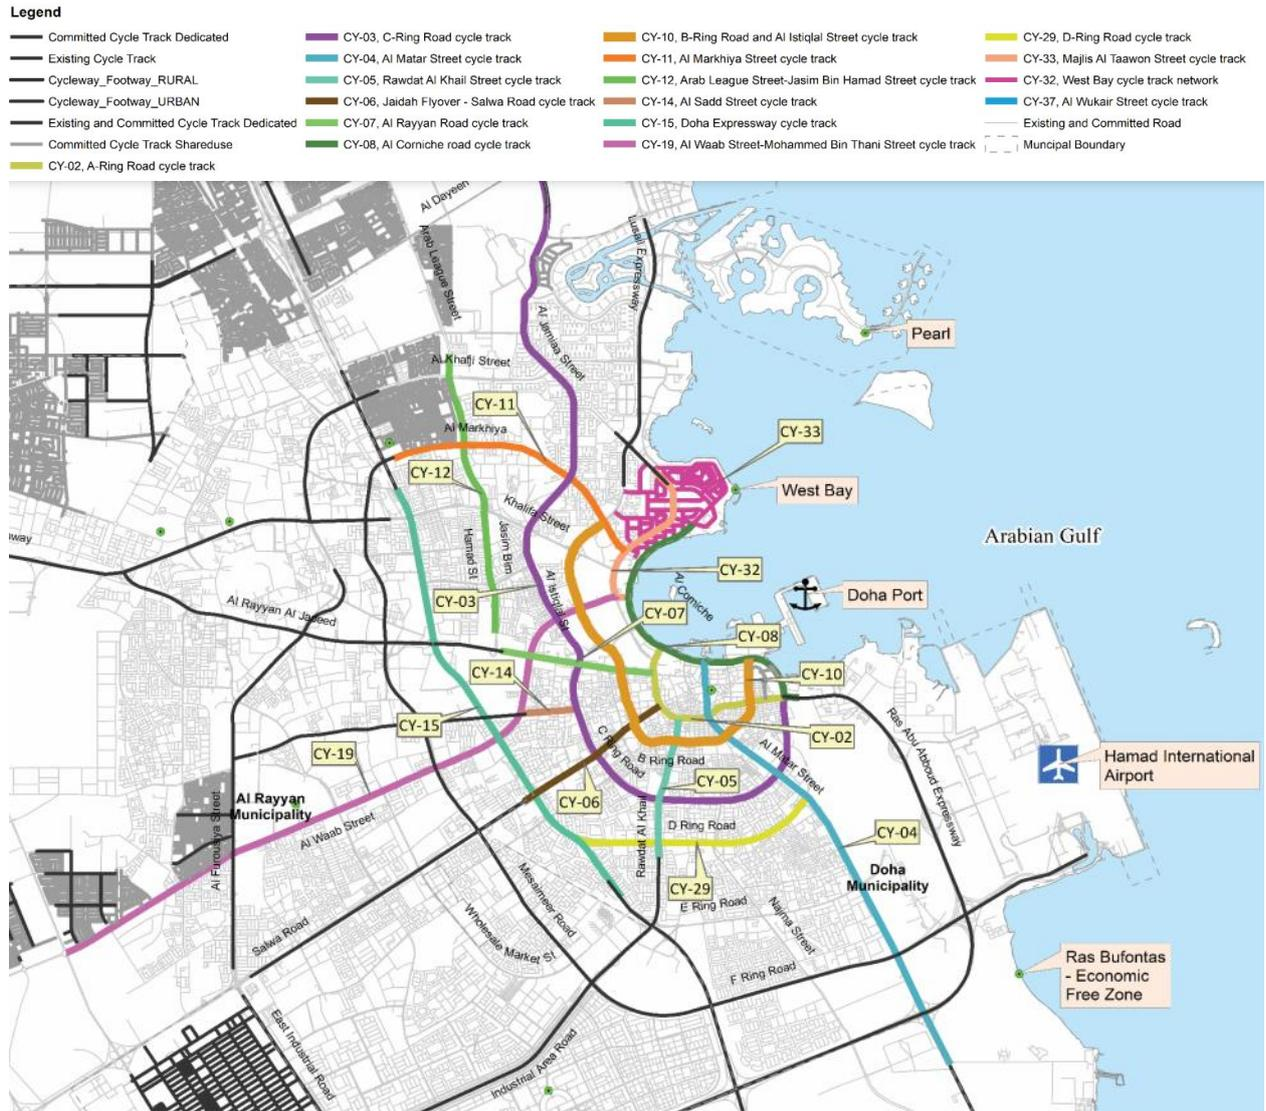 Legend
Committed Cycle Track Dedicated
Existing Cycle Track
Cycleway_Footway_RURAL
Cycleway_Footway_URBAN
Existing and Committed Cycle Track Dedicated
Committed Cycle Track Shareduse
CY-02, A-Ring Road cycle track
CY-03, C-Ring Road cycle track
CY-04, Al Matar Street cycle track
CY-05, Rawdat Al Khail Street cycle track
CY-06, Jaidah Flyover - Salwa Road cycle track
CY-07, Al Rayyan Road cycle track
CY-08, Al Corniche road cycle track
CY-10, B-Ring Road and Al Istiqlal Street cycle track
CY-11, Al Markhiya Street cycle track
CY-12, Arab League Street-Jasim Bin Hamad Street cycle track
CY-14, Al Sadd Street cycle track
CY-15, Doha Expressway cycle track
CY-19, Al Waab Street-Mohammed Bin Thani Street cycle track
CY-29, D-Ring Road cycle track
CY-33, Majlis Al Taawon Street cycle track
CY-32, West Bay cycle track network
CY-37, Al Wukair Street cycle track
Existing and Committed Road
Muncipal Boundary
Al Dayeen
Arab League Street
Lusail Expressway
Al Jamiaa Street
Pearl
Al Khafji Street
CY-11
Al Markhiya
CY-33
CY-12
West Bay
Khalifa Street
Arabian Gulf
way
Hamad St
Jasim Bim
CY-32
Al Istiqlal St
Al Corniche
Doha Port
CY-03
Al Rayyan Al Jadeed
CY-07
CY-08
CY-14
CY-10
CY-15
CY-02
Ras Abu Abboud Expressway
CY-19
C Ring Road
B Ring Road
Al Matar Street
Hamad International
Airport
CY-05
Al Rayyan
Municipality
CY-06
Al Furousiya Street
Al Waab Street
Rawdat Al Khail
D Ring Road
CY-04
Doha
Municipality
CY-29
E Ring Road
Mesaimeer Road
Wholesale Market St
Najma Street
Salwa Road
F Ring Road
Ras Bufontas
- Economic
Free Zone
East Industrial Road
Industrial Area Road